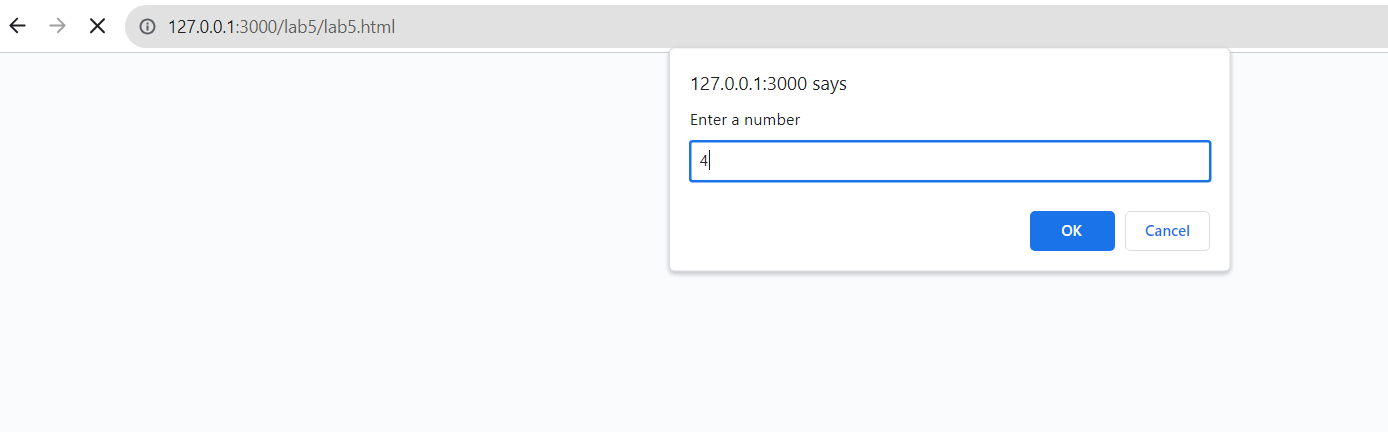 127.0.0.1:3000/lab5/lab5.html
127.0.0.1:3000 says
Enter a number
4
OK Cancel